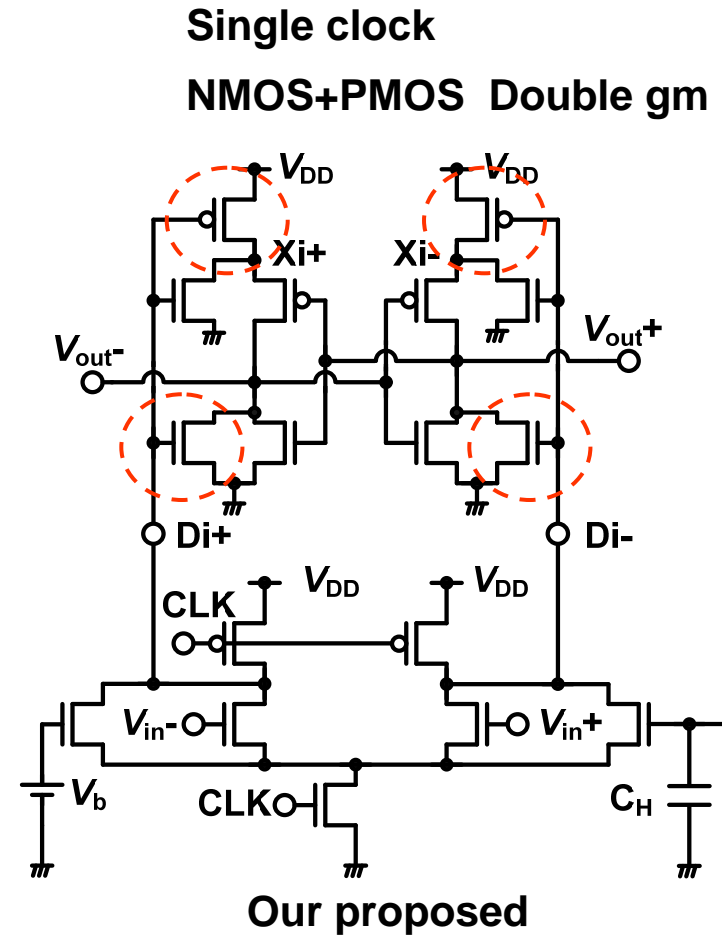 Single clock
NMOS+PMOS Double gm
VDD VDD
Xi+ Xi-
Vout- Vout+
Di+ Di-
VDD VDD
CLK
Vin- Vin+
Vb CLK CH
Our proposed